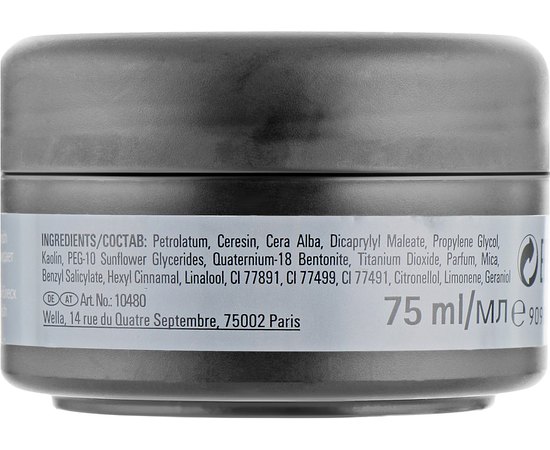 INGREDIENTS/СОСТАВ: Petrolatum, Ceresin, Cera Alba, Dicaprylyl Maleate, Propylene Glycol,
Kaolin, PEG-10 Sunflower Glycerides, Quaternium-18 Bentonite, Titanium Dioxide, Parfum, Mica,
Benzyl Salicylate, Hexyl Cinnamal, Linalool, CI 77891, CI 77499, CI 77491, Citronellol, Limonene, Geraniol
DE AT Art.No.: 10480
Wella, 14 rue du Quatre Septembre, 75002 Paris
75 ml/мл e 909